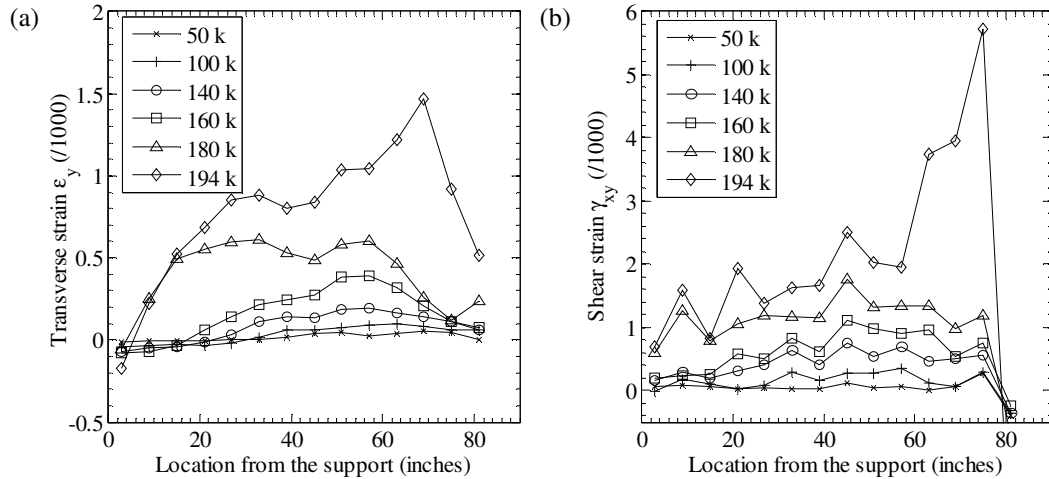 (a)
Transverse strain ε_y (/1000)
2
1.5
1
0.5
0
-0.5
50 k
100 k
140 k
160 k
180 k
194 k
0 20 40 60 80
Location from the support (inches)
(b)
Shear strain γ_xy (/1000)
6
5
4
3
2
1
0
50 k
100 k
140 k
160 k
180 k
194 k
0 20 40 60 80
Location from the support (inches)